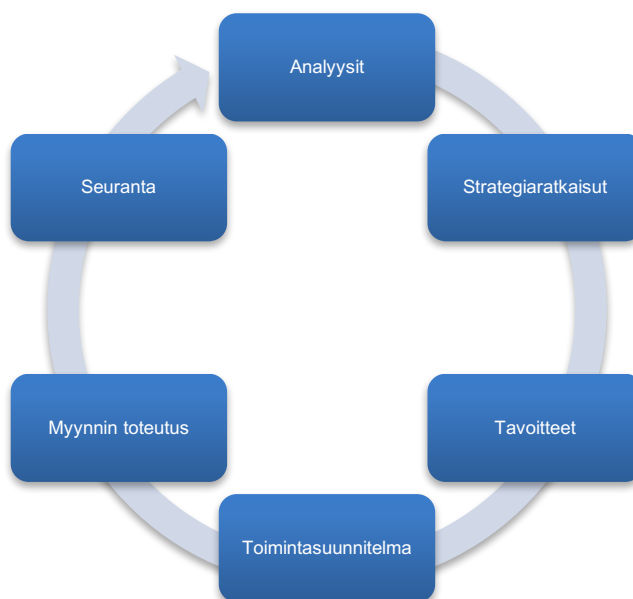 Analyysit
Strategiaratkaisut
Tavoitteet
Toimintasuunnitelma
Myynnin toteutus
Seuranta